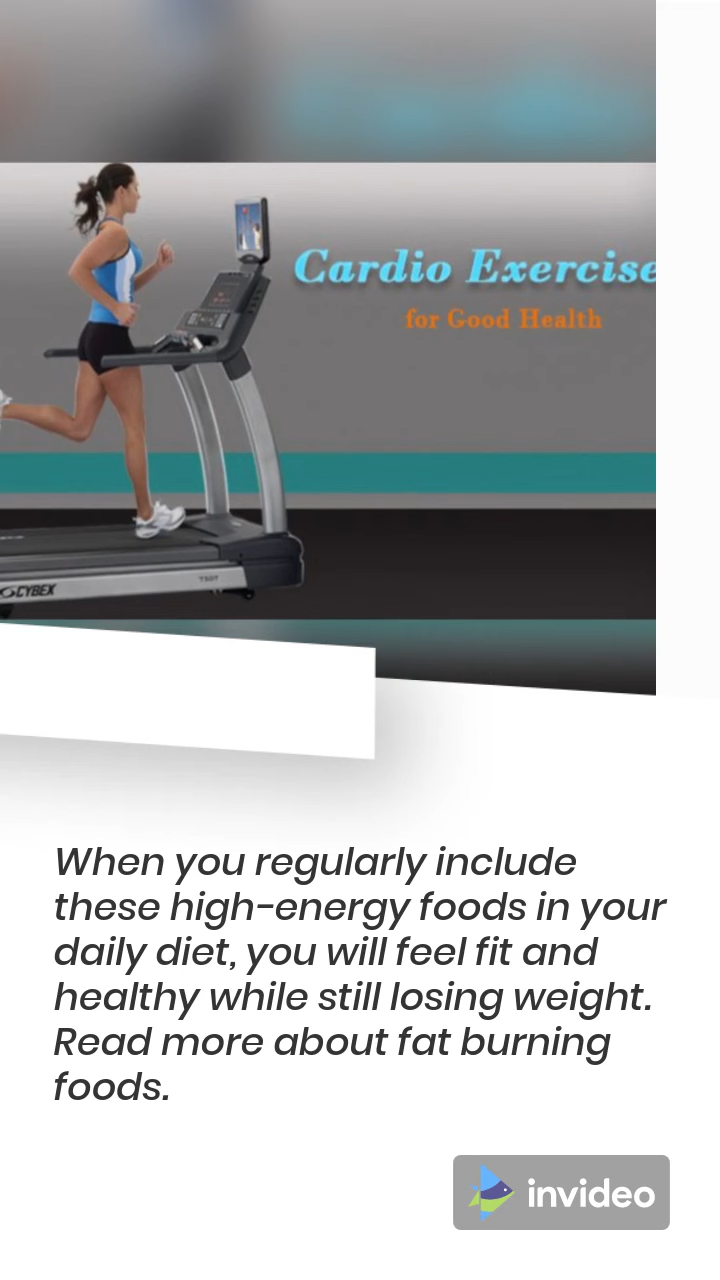 Cardio Exercise
for Good Health
CYBEX
When you regularly include
these high-energy foods in your
daily diet, you will feel fit and
healthy while still losing weight.
Read more about fat burning
foods.
invideo